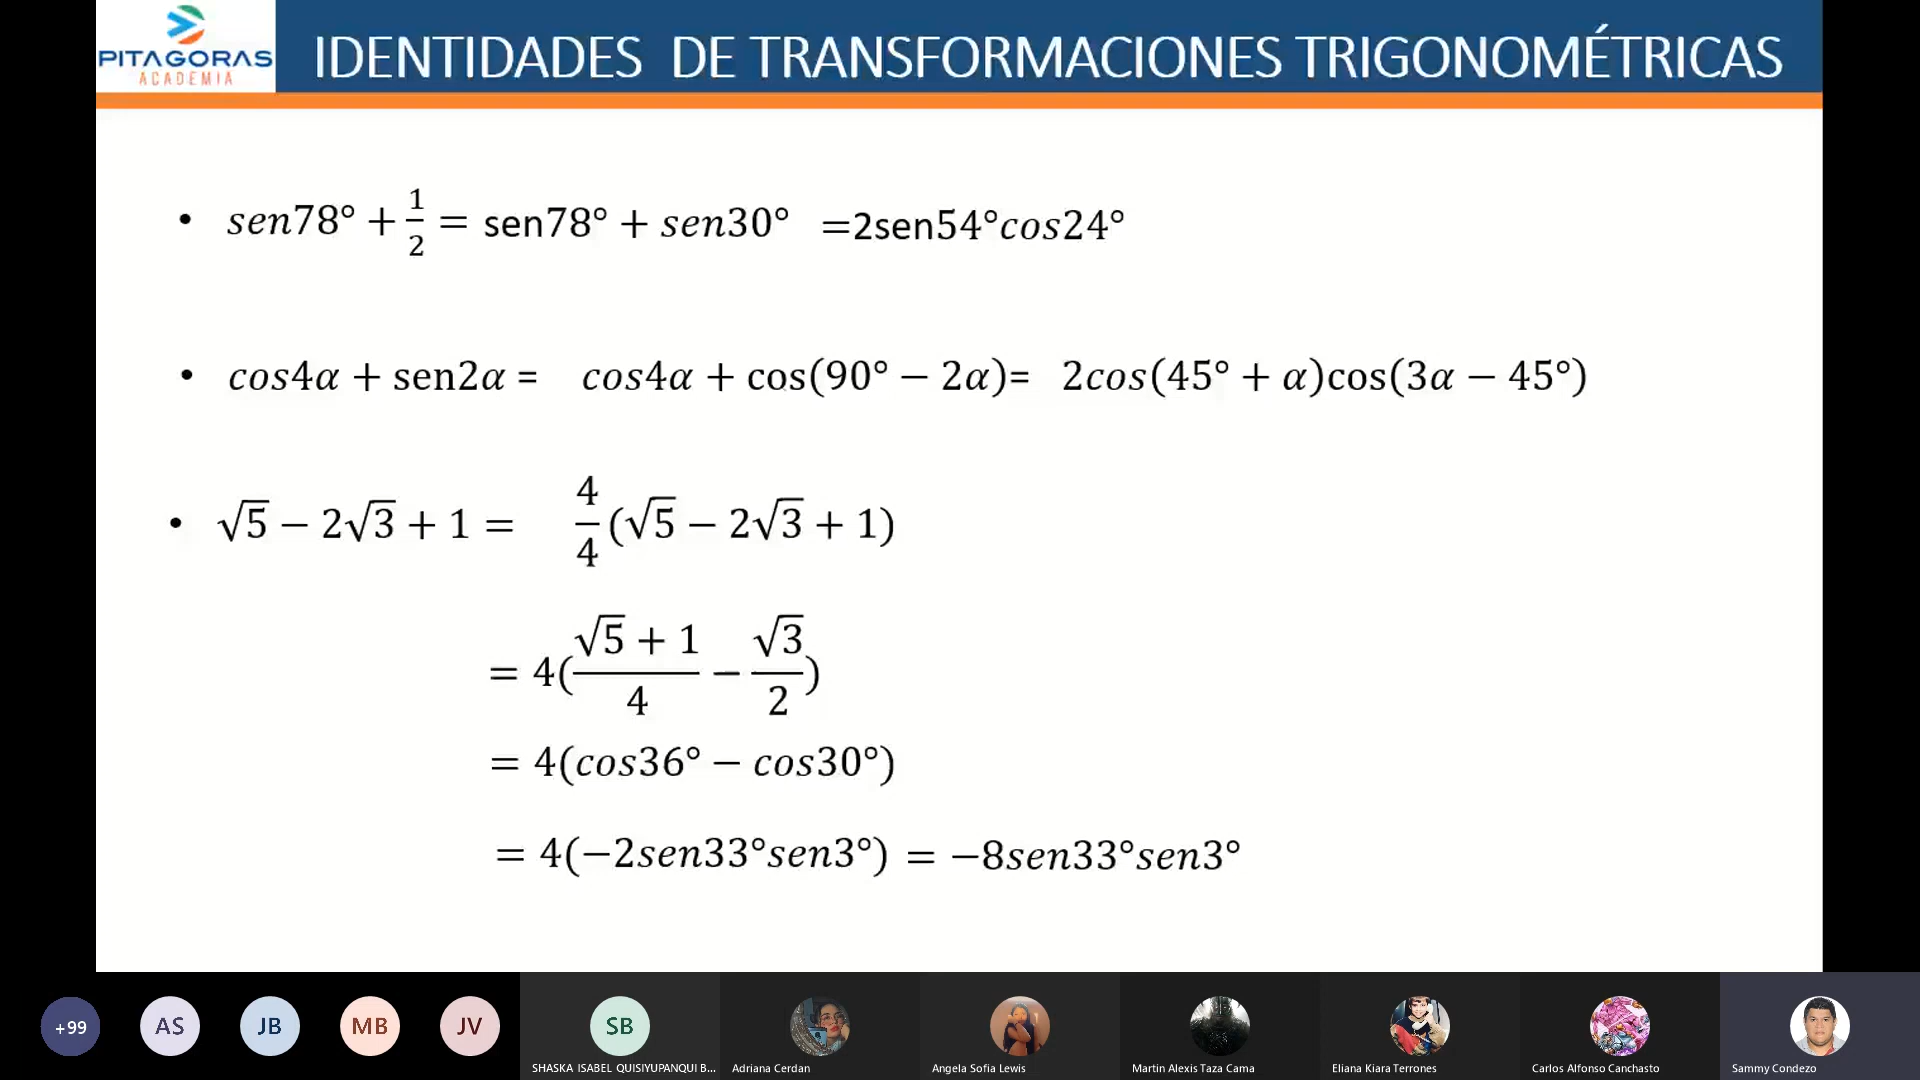 PITAGORAS
ACADEMIA
IDENTIDADES DE TRANSFORMACIONES TRIGONOMÉTRICAS
• sen78° + 1/2 = sen78° + sen30° =2sen54°cos24°
• cos4α + sen2α = cos4α + cos(90° − 2α)= 2cos(45° + α)cos(3α − 45°)
• √5 − 2√3 + 1 = 4/4 (√5 − 2√3 + 1)
= 4((√5 + 1)/4 − √3/2)
= 4(cos36° − cos30°)
= 4(−2sen33°sen3°) = −8sen33°sen3°
+99 AS JB MB JV SB
SHASKA ISABEL QUISIYUPANQUI B... Adriana Cerdan Angela Sofia Lewis Martin Alexis Taza Cama Eliana Kiara Terrones Carlos Alfonso Canchasto Sammy Condezo